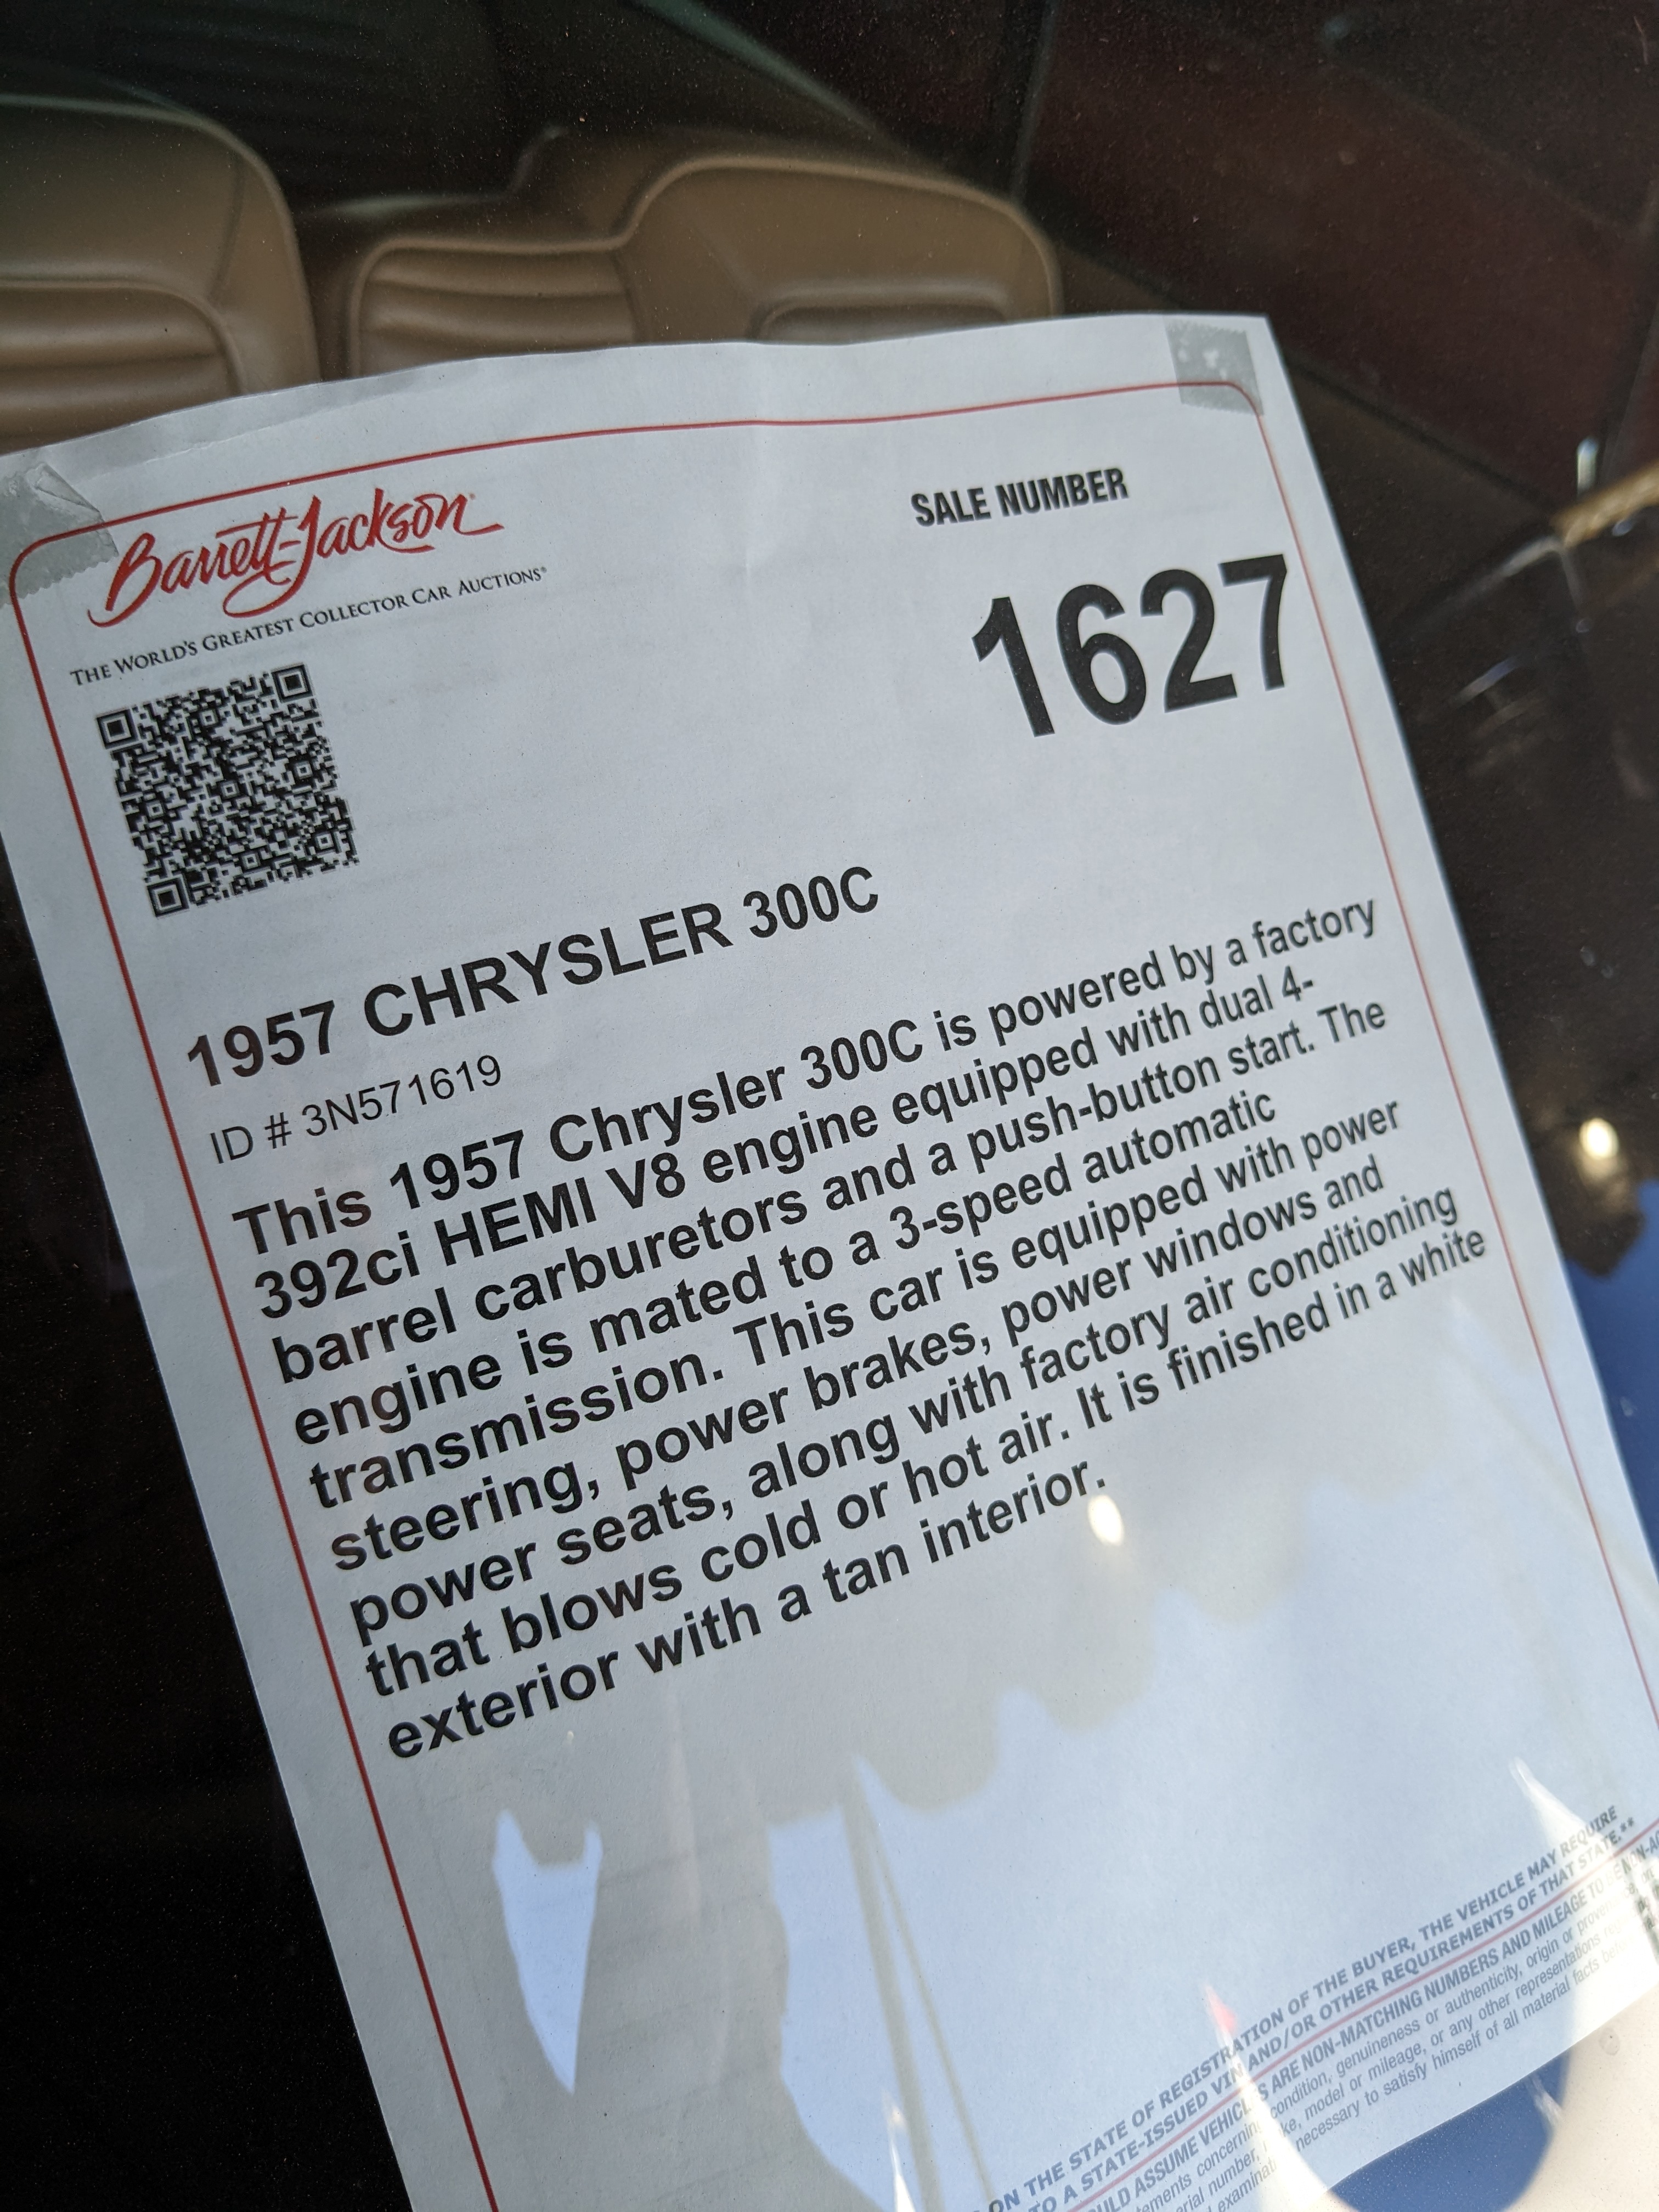 Barrett-Jackson
THE WORLD'S GREATEST COLLECTOR CAR AUCTIONS®
SALE NUMBER
1627
1957 CHRYSLER 300C
ID # 3N571619
This 1957 Chrysler 300C is powered by a factory
392ci HEMI V8 engine equipped with dual 4-
barrel carburetors and a push-button start. The
engine is mated to a 3-speed automatic
transmission. This car is equipped with power
steering, power brakes, power windows and
power seats, along with factory air conditioning
that blows cold or hot air. It is finished in a white
exterior with a tan interior.
ON THE STATE OF REGISTRATION OF THE BUYER, THE VEHICLE MAY REQUIRE
TO A STATE-ISSUED VIN AND/OR OTHER REQUIREMENTS OF THAT STATE.**
ASSUME VEHICLES ARE NON-MATCHING NUMBERS AND MILEAGE TO
concerning condition, genuineness or authenticity, origin or
number, model or mileage, or any other representations
necessary to satisfy himself of all material facts